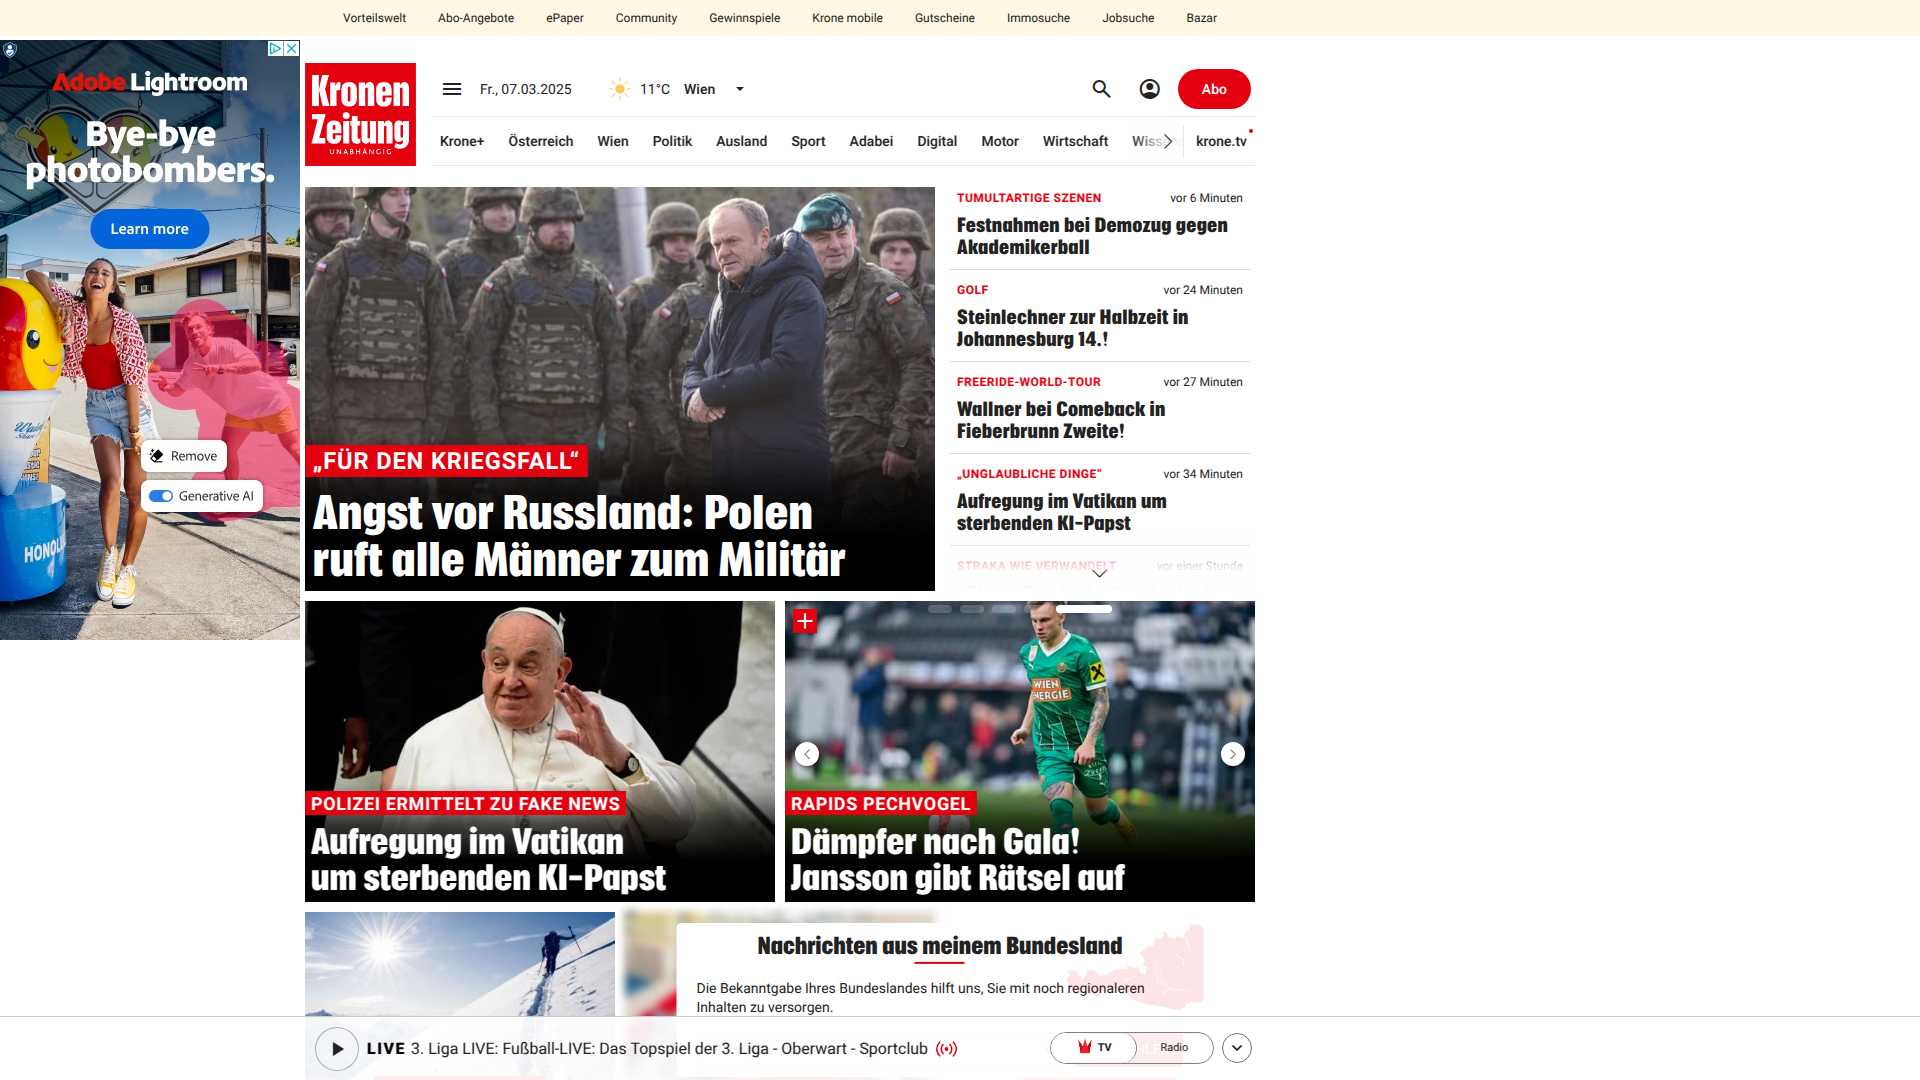 Vorteilswelt Abo-Angebote ePaper Community Gewinnspiele Krone mobile Gutscheine Immosuche Jobsuche Bazar
Adobe Lightroom
Bye-bye
photobombers.
Learn more
Remove
Generative AI
Kronen
Zeitung
UNABHÄNGIG
Fr., 07.03.2025 11°C Wien
Abo
Krone+ Österreich Wien Politik Ausland Sport Adabei Digital Motor Wirtschaft krone.tv
„FÜR DEN KRIEGSFALL“
Angst vor Russland: Polen
ruft alle Männer zum Militär
TUMULTARTIGE SZENEN vor 6 Minuten
Festnahmen bei Demozug gegen
Akademikerball
GOLF vor 24 Minuten
Steinlechner zur Halbzeit in
Johannesburg 14.!
FREERIDE-WORLD-TOUR vor 27 Minuten
Wallner bei Comeback in
Fieberbrunn Zweite!
„UNGLAUBLICHE DINGE“ vor 34 Minuten
Aufregung im Vatikan um
sterbenden KI-Papst
STRAKA WIE VERWANDELT vor einer Stunde
POLIZEI ERMITTELT ZU FAKE NEWS
Aufregung im Vatikan
um sterbenden KI-Papst
WIEN
ENERGIE
RAPIDS PECHVOGEL
Dämpfer nach Gala!
Jansson gibt Rätsel auf
Nachrichten aus meinem Bundesland
Die Bekanntgabe Ihres Bundeslandes hilft uns, Sie mit noch regionaleren
Inhalten zu versorgen.
LIVE 3. Liga LIVE: Fußball-LIVE: Das Topspiel der 3. Liga - Oberwart - Sportclub
TV Radio